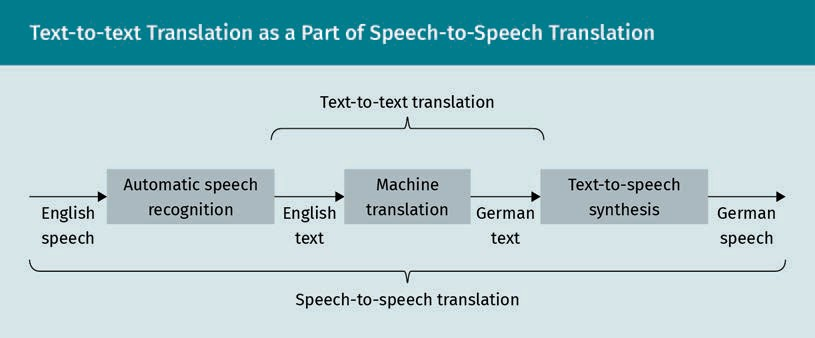 Text-to-text Translation as a Part of Speech-to-Speech Translation
Text-to-text translation
Automatic speech
recognition
Machine
translation
Text-to-speech
synthesis
English
speech
English
text
German
text
German
speech
Speech-to-speech translation